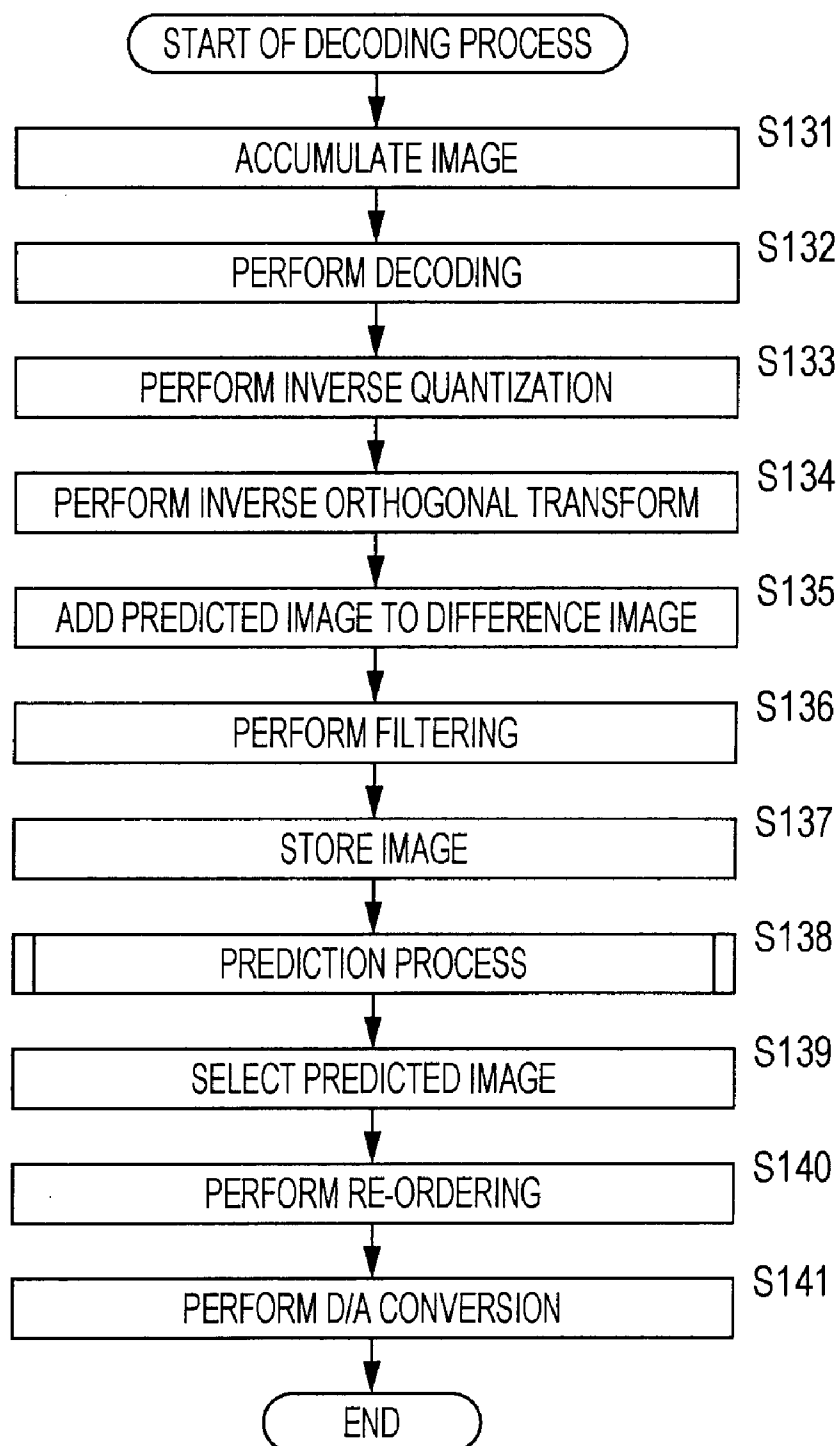 START OF DECODING PROCESS
S131
ACCUMULATE IMAGE
S132
PERFORM DECODING
S133
PERFORM INVERSE QUANTIZATION
S134
PERFORM INVERSE ORTHOGONAL TRANSFORM
S135
ADD PREDICTED IMAGE TO DIFFERENCE IMAGE
S136
PERFORM FILTERING
S137
STORE IMAGE
S138
PREDICTION PROCESS
S139
SELECT PREDICTED IMAGE
S140
PERFORM RE-ORDERING
S141
PERFORM D/A CONVERSION
END